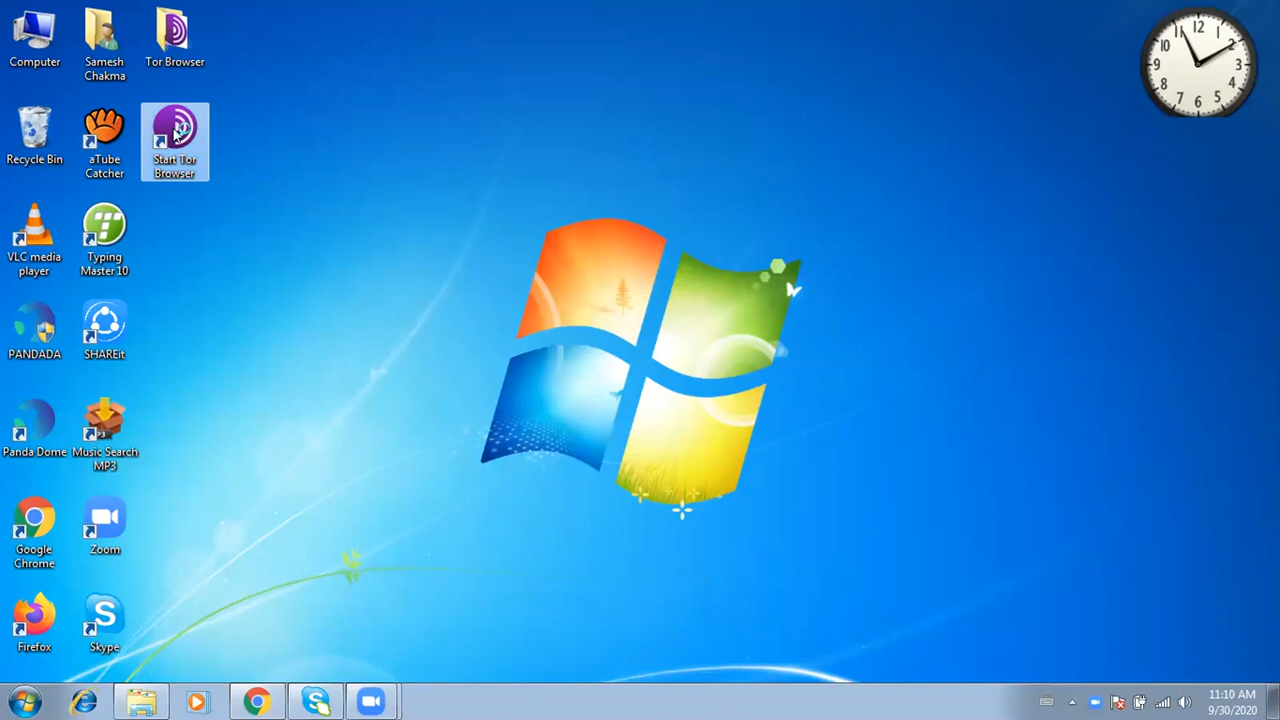 Computer
Samesh
Chakma
Tor Browser
Recycle Bin
aTube
Catcher
Start Tor
Browser
VLC media
player
Typing
Master 10
PANDADA
SHAREit
Panda Dome
Music Search
MP3
Google
Chrome
Zoom
Firefox
Skype
12
1
2
3
4
5
6
7
8
9
10
11
11:10 AM
9/30/2020